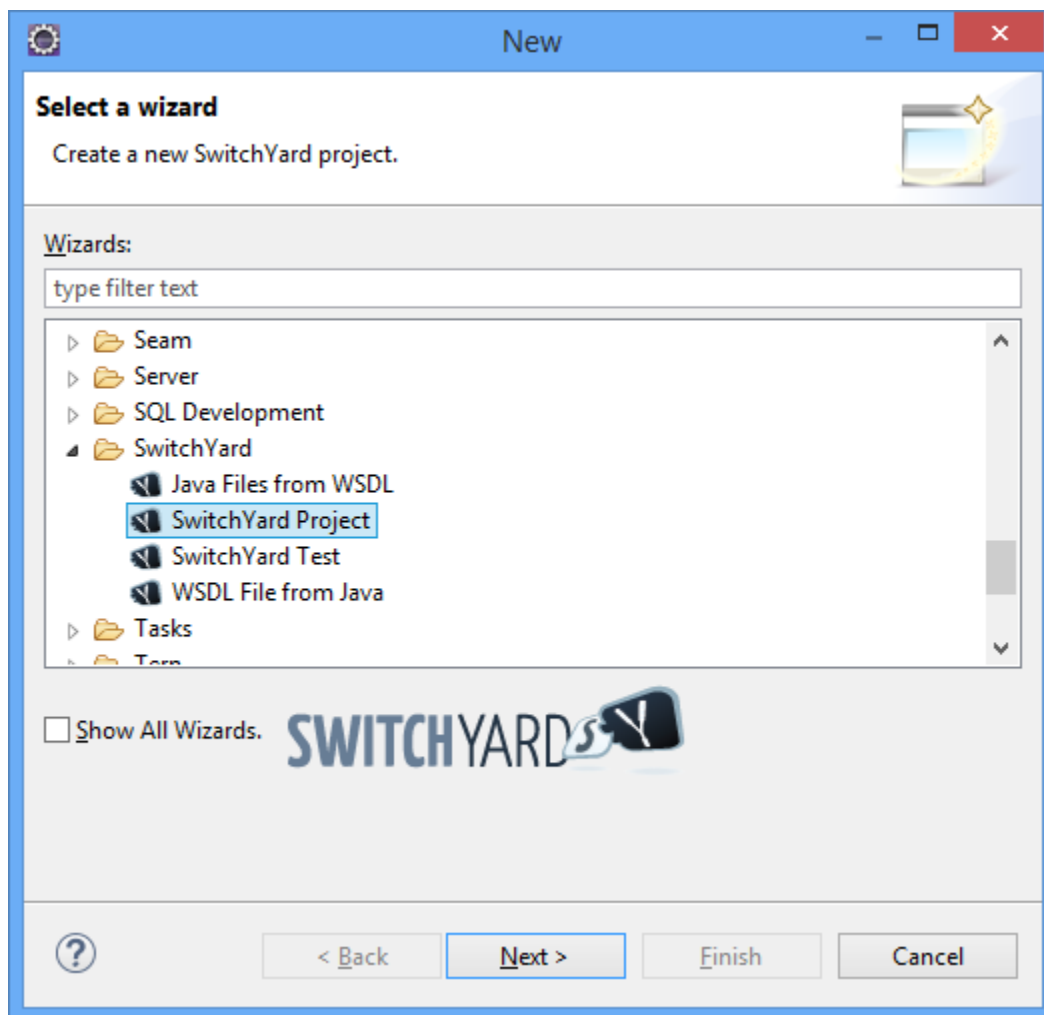 New
Select a wizard
Create a new SwitchYard project.
Wizards:
type filter text
Seam
Server
SQL Development
SwitchYard
Java Files from WSDL
SwitchYard Project
SwitchYard Test
WSDL File from Java
Tasks
Tern
Show All Wizards.
SWITCHYARD
< Back
Next >
Finish
Cancel